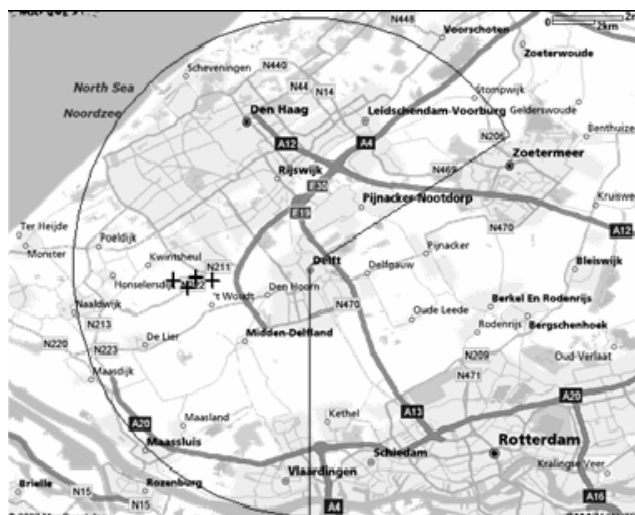 N448
2km
Voorschoten
Zoeterwoude
Scheveningen
N440
N44
N14
Stompwijk
North Sea
Noordzee
Den Haag
Leidschendam-Voorburg
Gelderswoude
N206
Benthuize
A12
A4
Zoetermeer
Rijswijk
N469
E30
E19
Pijnacker-Nootdorp
Kruiswe
N470
A12
Ter Heijde
Monster
Poeldijk
Kwintsheul
N211
Delft
Delfgauw
Pijnacker
Bleiswijk
Honselersdijk
N222
Den Hoorn
't Woudt
N470
Naaldwijk
N213
Oude Leede
Berkel En Rodenrijs
Bergschenhoek
Rodenrijs
N220
N223
De Lier
Midden-Delfland
N209
Oud-Verlaat
Maasdijk
N471
A20
A13
A20
Maasland
Kethel
Maassluis
Schiedam
Rotterdam
Vlaardingen
Kralingse Veer
Brielle
N15
Rozenburg
N15
A4
A16